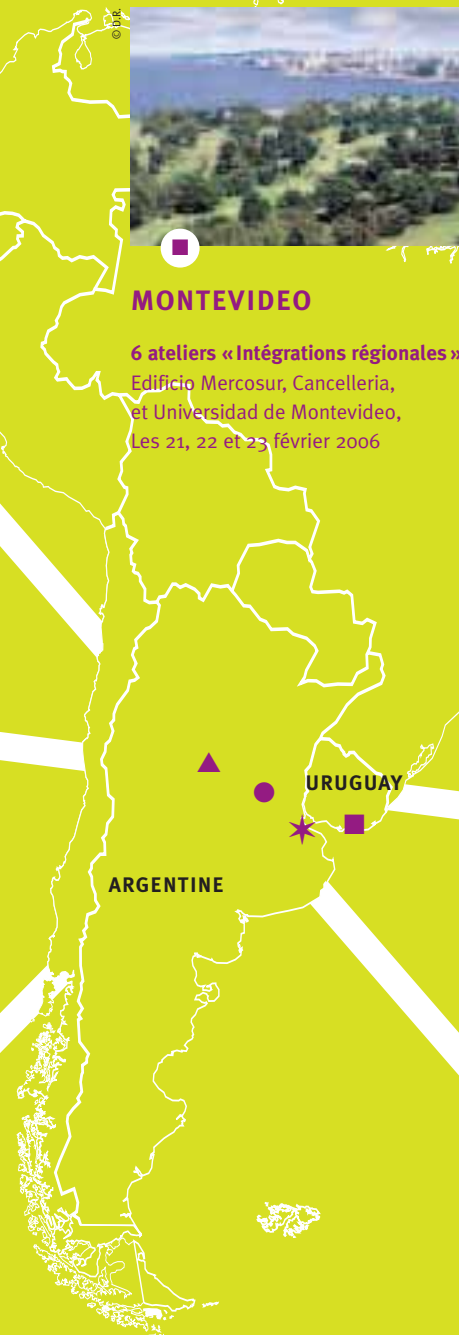 © D.R.
MONTEVIDEO
6 ateliers « Intégrations régionales »
Edificio Mercosur, Cancelleria,
et Universidad de Montevideo,
Les 21, 22 et 23 février 2006
URUGUAY
ARGENTINE